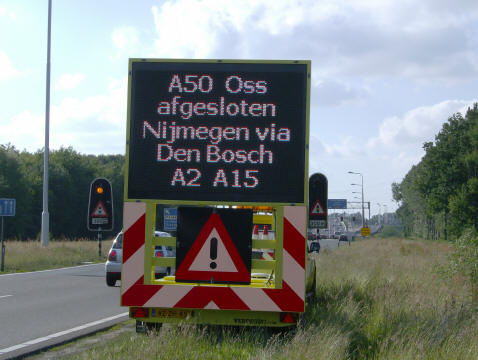 A50 Oss
afgesloten
Nijmegen via
Den Bosch
A2 A15